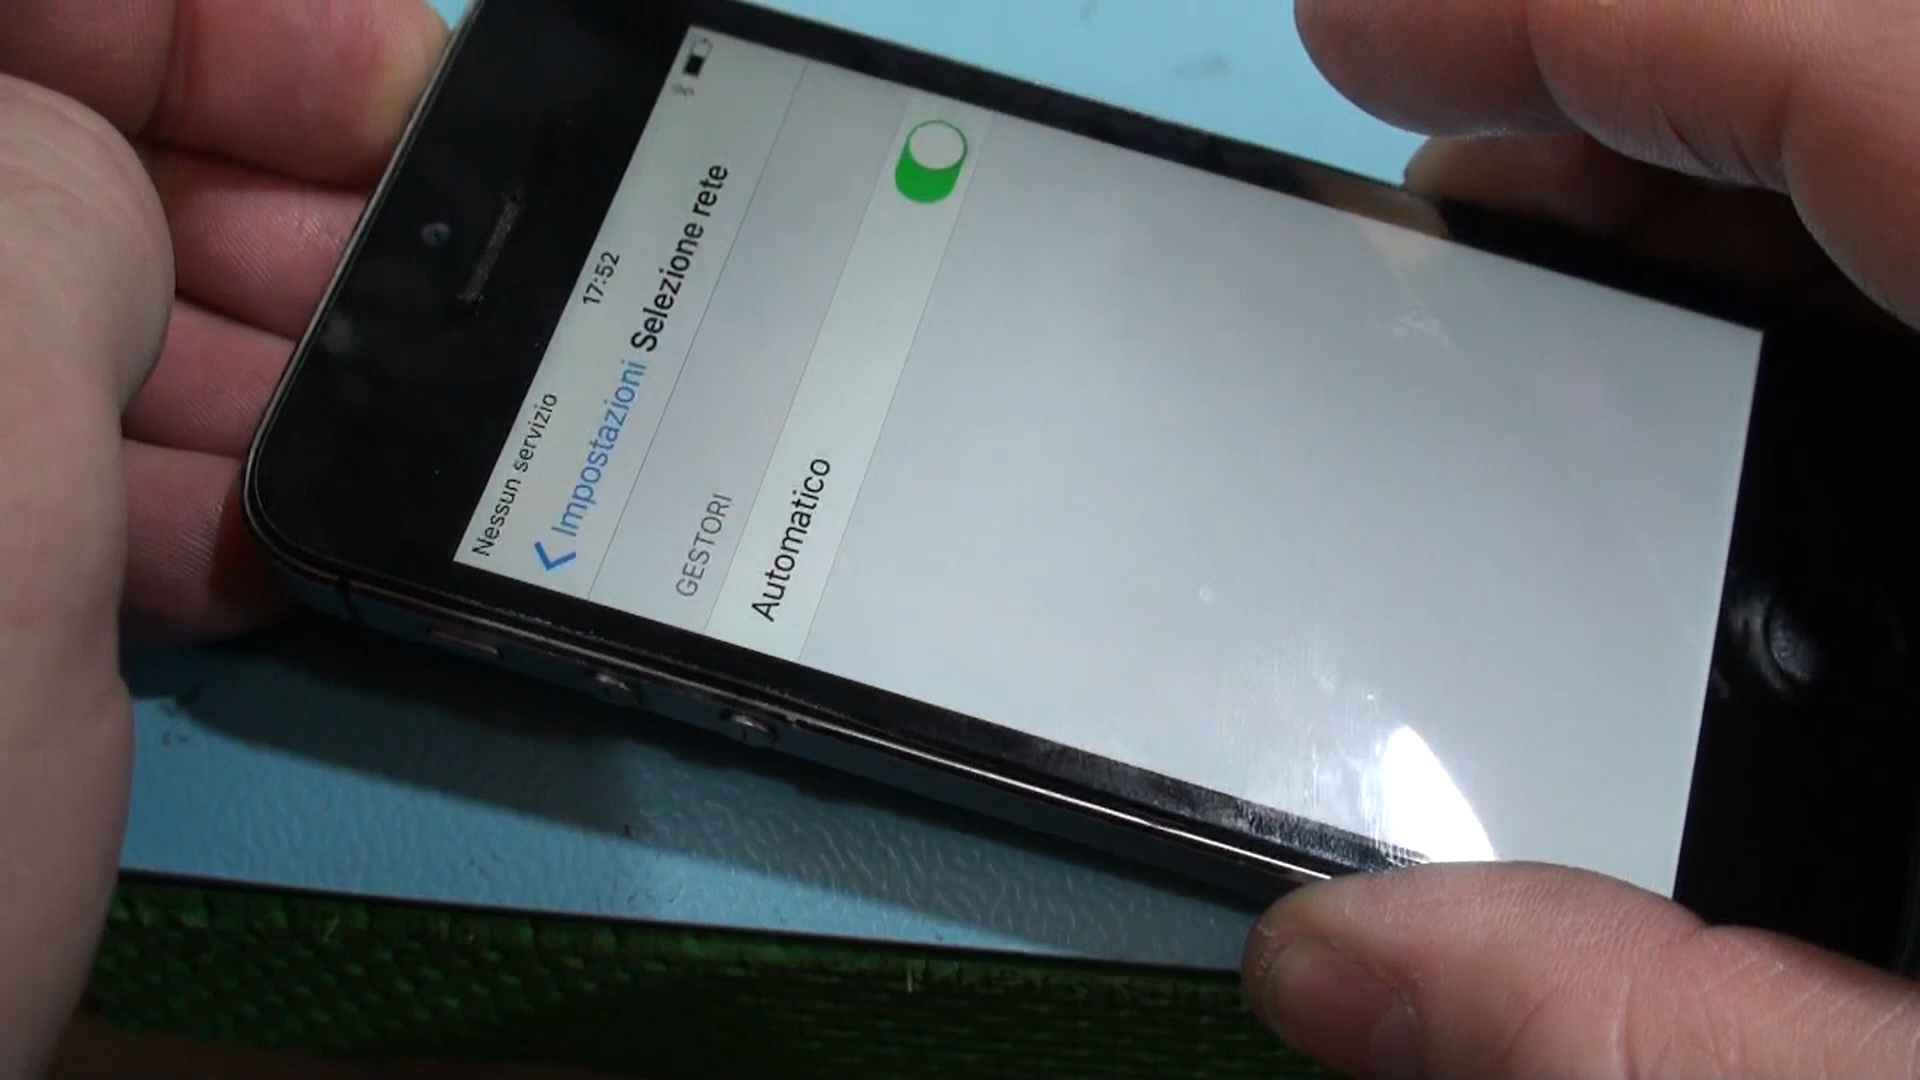 Nessun servizio 17:52
Impostazioni Selezione rete
GESTORI
Automatico